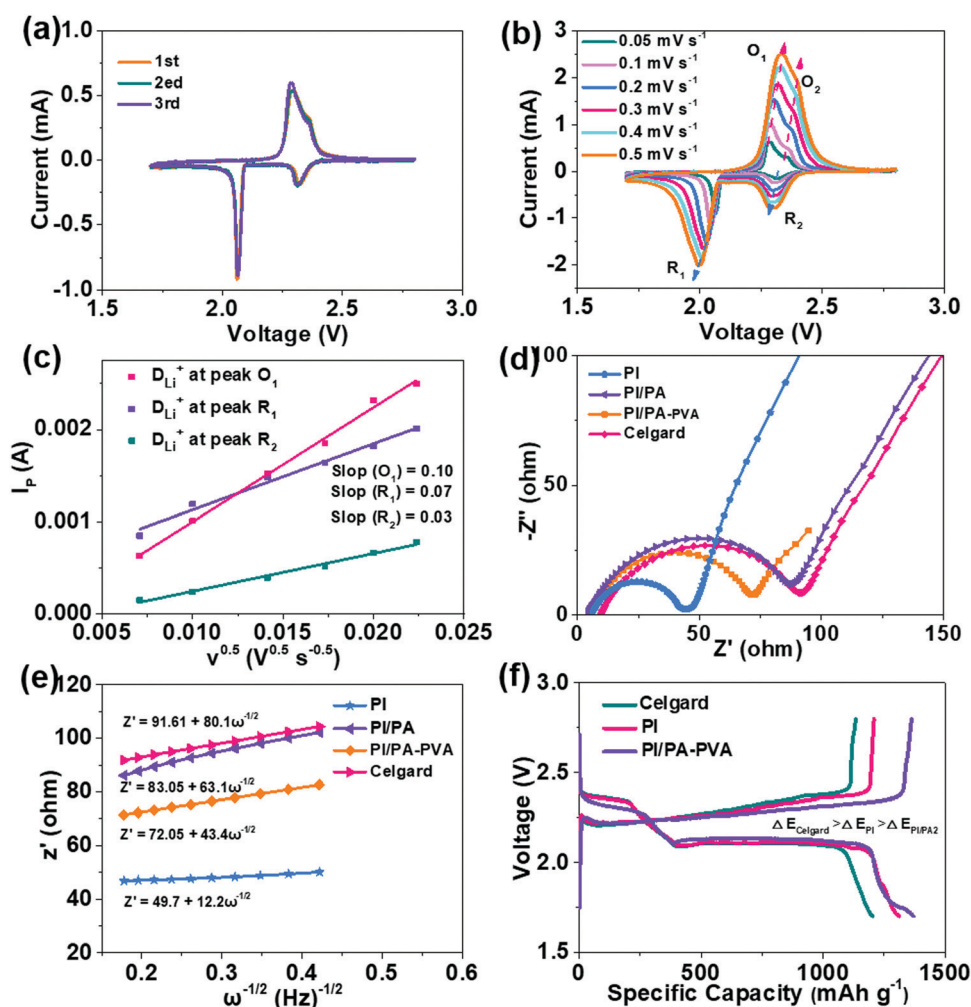 (a)
1st
2ed
3rd
Current (mA)
1.0
0.5
0.0
-0.5
-1.0
1.5
2.0
2.5
3.0
Voltage (V)
(b)
0.05 mV s⁻¹
0.1 mV s⁻¹
0.2 mV s⁻¹
0.3 mV s⁻¹
0.4 mV s⁻¹
0.5 mV s⁻¹
O₁
O₂
R₂
R₁
Current (mA)
3
2
1
0
-1
-2
1.5
2.0
2.5
3.0
Voltage (V)
(c)
D_Li⁺ at peak O₁
D_Li⁺ at peak R₁
D_Li⁺ at peak R₂
Slop (O₁) = 0.10
Slop (R₁) = 0.07
Slop (R₂) = 0.03
I_P (A)
0.002
0.001
0.000
0.005
0.010
0.015
0.020
0.025
v⁰·⁵ (V⁰·⁵ s⁻⁰·⁵)
(d)
PI
PI/PA
PI/PA-PVA
Celgard
-Z'' (ohm)
100
50
0
0
50
100
150
Z' (ohm)
(e)
PI
PI/PA
PI/PA-PVA
Celgard
Z' = 91.61 + 80.1ω⁻¹/²
Z' = 83.05 + 63.1ω⁻¹/²
Z' = 72.05 + 43.4ω⁻¹/²
Z' = 49.7 + 12.2ω⁻¹/²
z' (ohm)
120
100
80
60
40
20
0.2
0.3
0.4
0.5
0.6
ω⁻¹/² (Hz)⁻¹/²
(f)
Celgard
PI
PI/PA-PVA
△ E_Celgard > △ E_PI > △ E_PI/PA2
Voltage (V)
3.0
2.5
2.0
1.5
0
500
1000
1500
Specific Capacity (mAh g⁻¹)